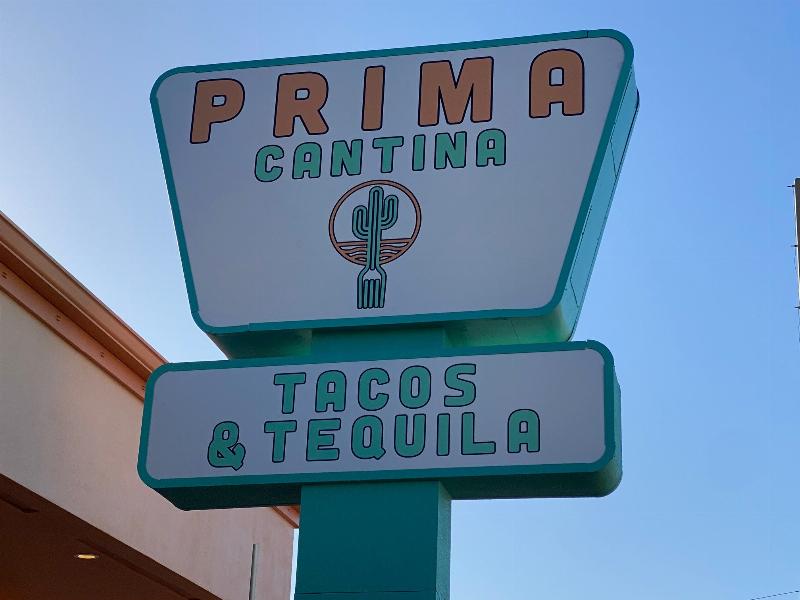 PRIMA
CANTINA
TACOS
& TEQUILA